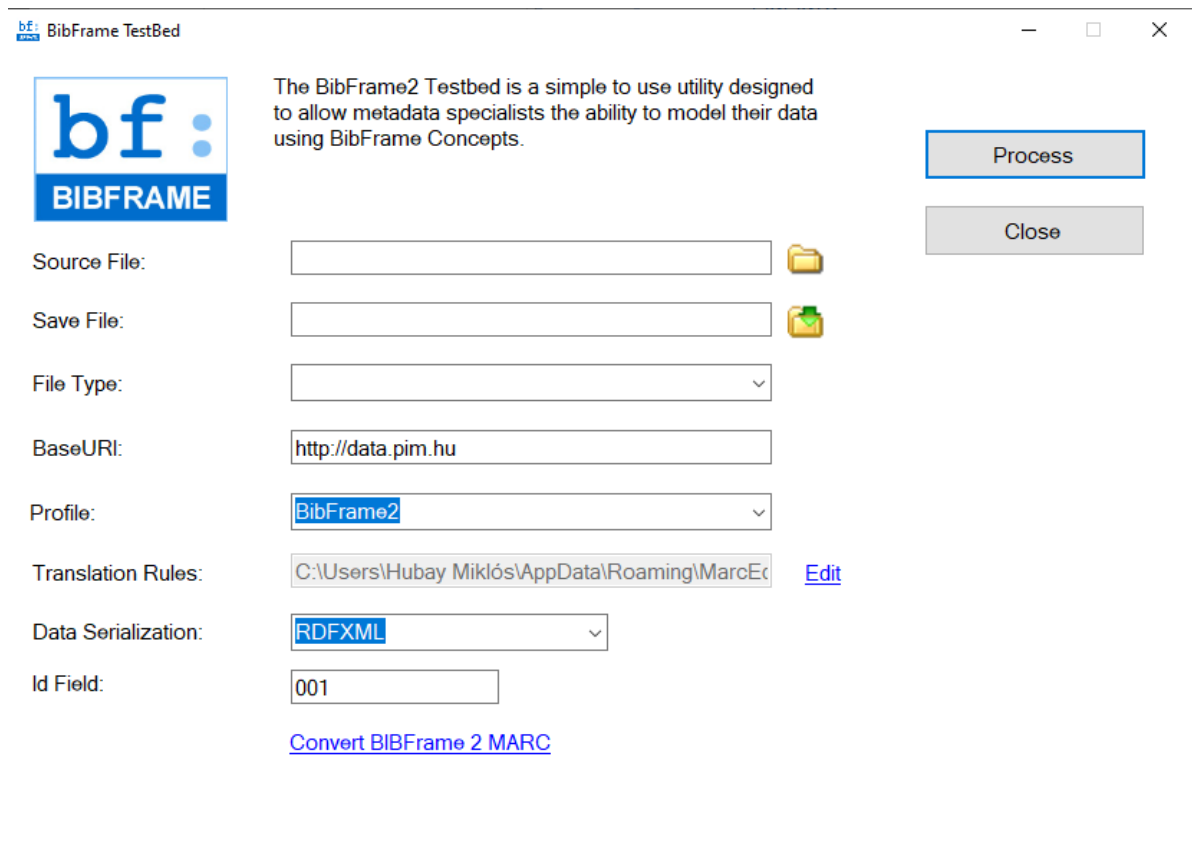 BibFrame TestBed
bf:
BIBFRAME
The BibFrame2 Testbed is a simple to use utility designed
to allow metadata specialists the ability to model their data
using BibFrame Concepts.
Process
Close
Source File:
Save File:
File Type:
BaseURI:
http://data.pim.hu
Profile:
BibFrame2
Translation Rules:
C:\Users\Hubay Miklós\AppData\Roaming\MarcEc
Edit
Data Serialization:
RDFXML
Id Field:
001
Convert BIBFrame 2 MARC